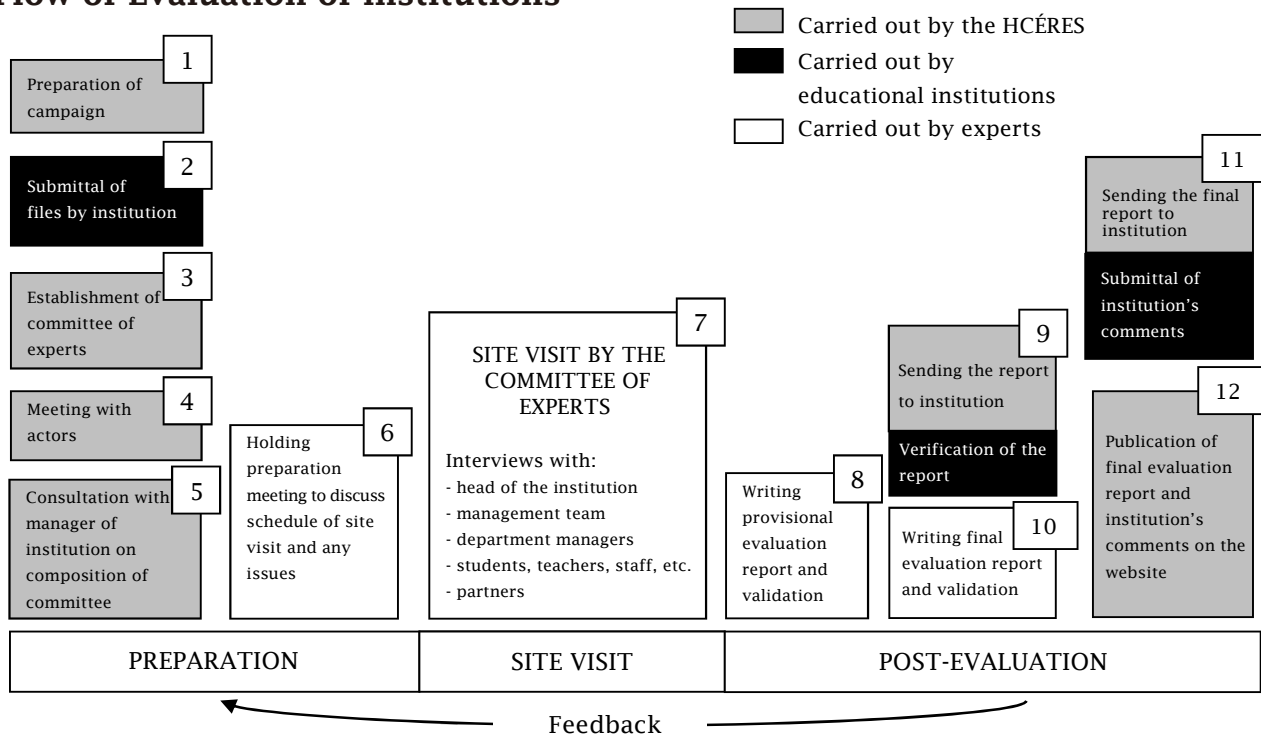 Flow of Evaluation of Institutions
Carried out by the HCÉRES
Carried out by
educational institutions
Carried out by experts
1
Preparation of
campaign
2
Submittal of
files by institution
3
Establishment of
committee of
experts
4
Meeting with
actors
5
Consultation with
manager of
institution on
composition of
committee
6
Holding
preparation
meeting to discuss
schedule of site
visit and any
issues
7
SITE VISIT BY THE
COMMITTEE OF
EXPERTS
Interviews with:
- head of the institution
- management team
- department managers
- students, teachers, staff, etc.
- partners
8
Writing
provisional
evaluation
report and
validation
9
Sending the report
to institution
Verification of the
report
10
Writing final
evaluation report
and validation
11
Sending the final
report to
institution
Submittal of
institution's
comments
12
Publication of
final evaluation
report and
institution's
comments on the
website
PREPARATION
SITE VISIT
POST-EVALUATION
Feedback